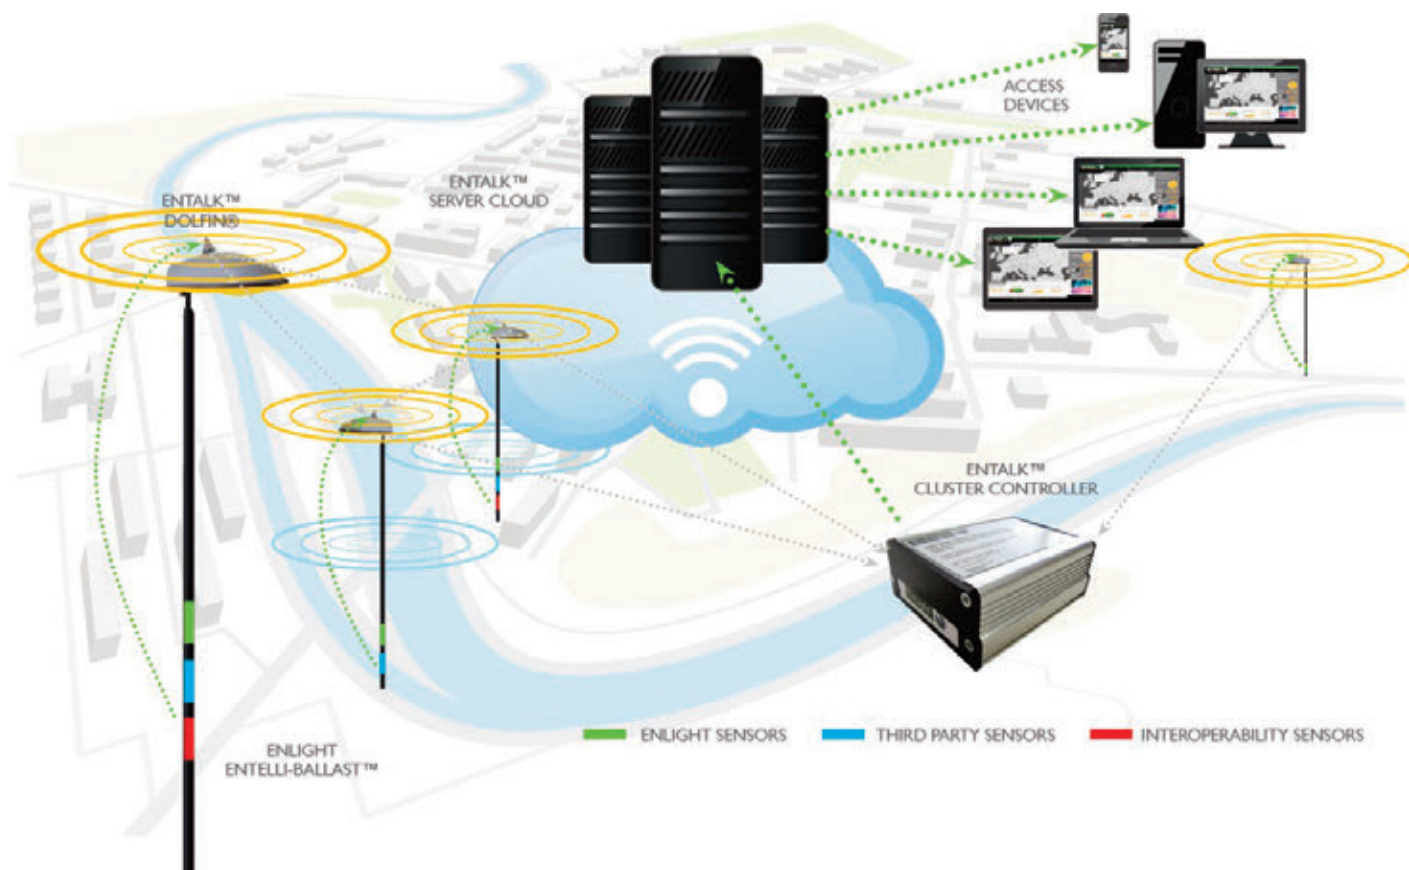 ACCESS
DEVICES
ENTALK™
SERVER CLOUD
ENTALK™
DOLFIN®
ENTALK™
CLUSTER CONTROLLER
ENLIGHT SENSORS
THIRD PARTY SENSORS
INTEROPERABILITY SENSORS
ENLIGHT
ENTELLI-BALLAST™